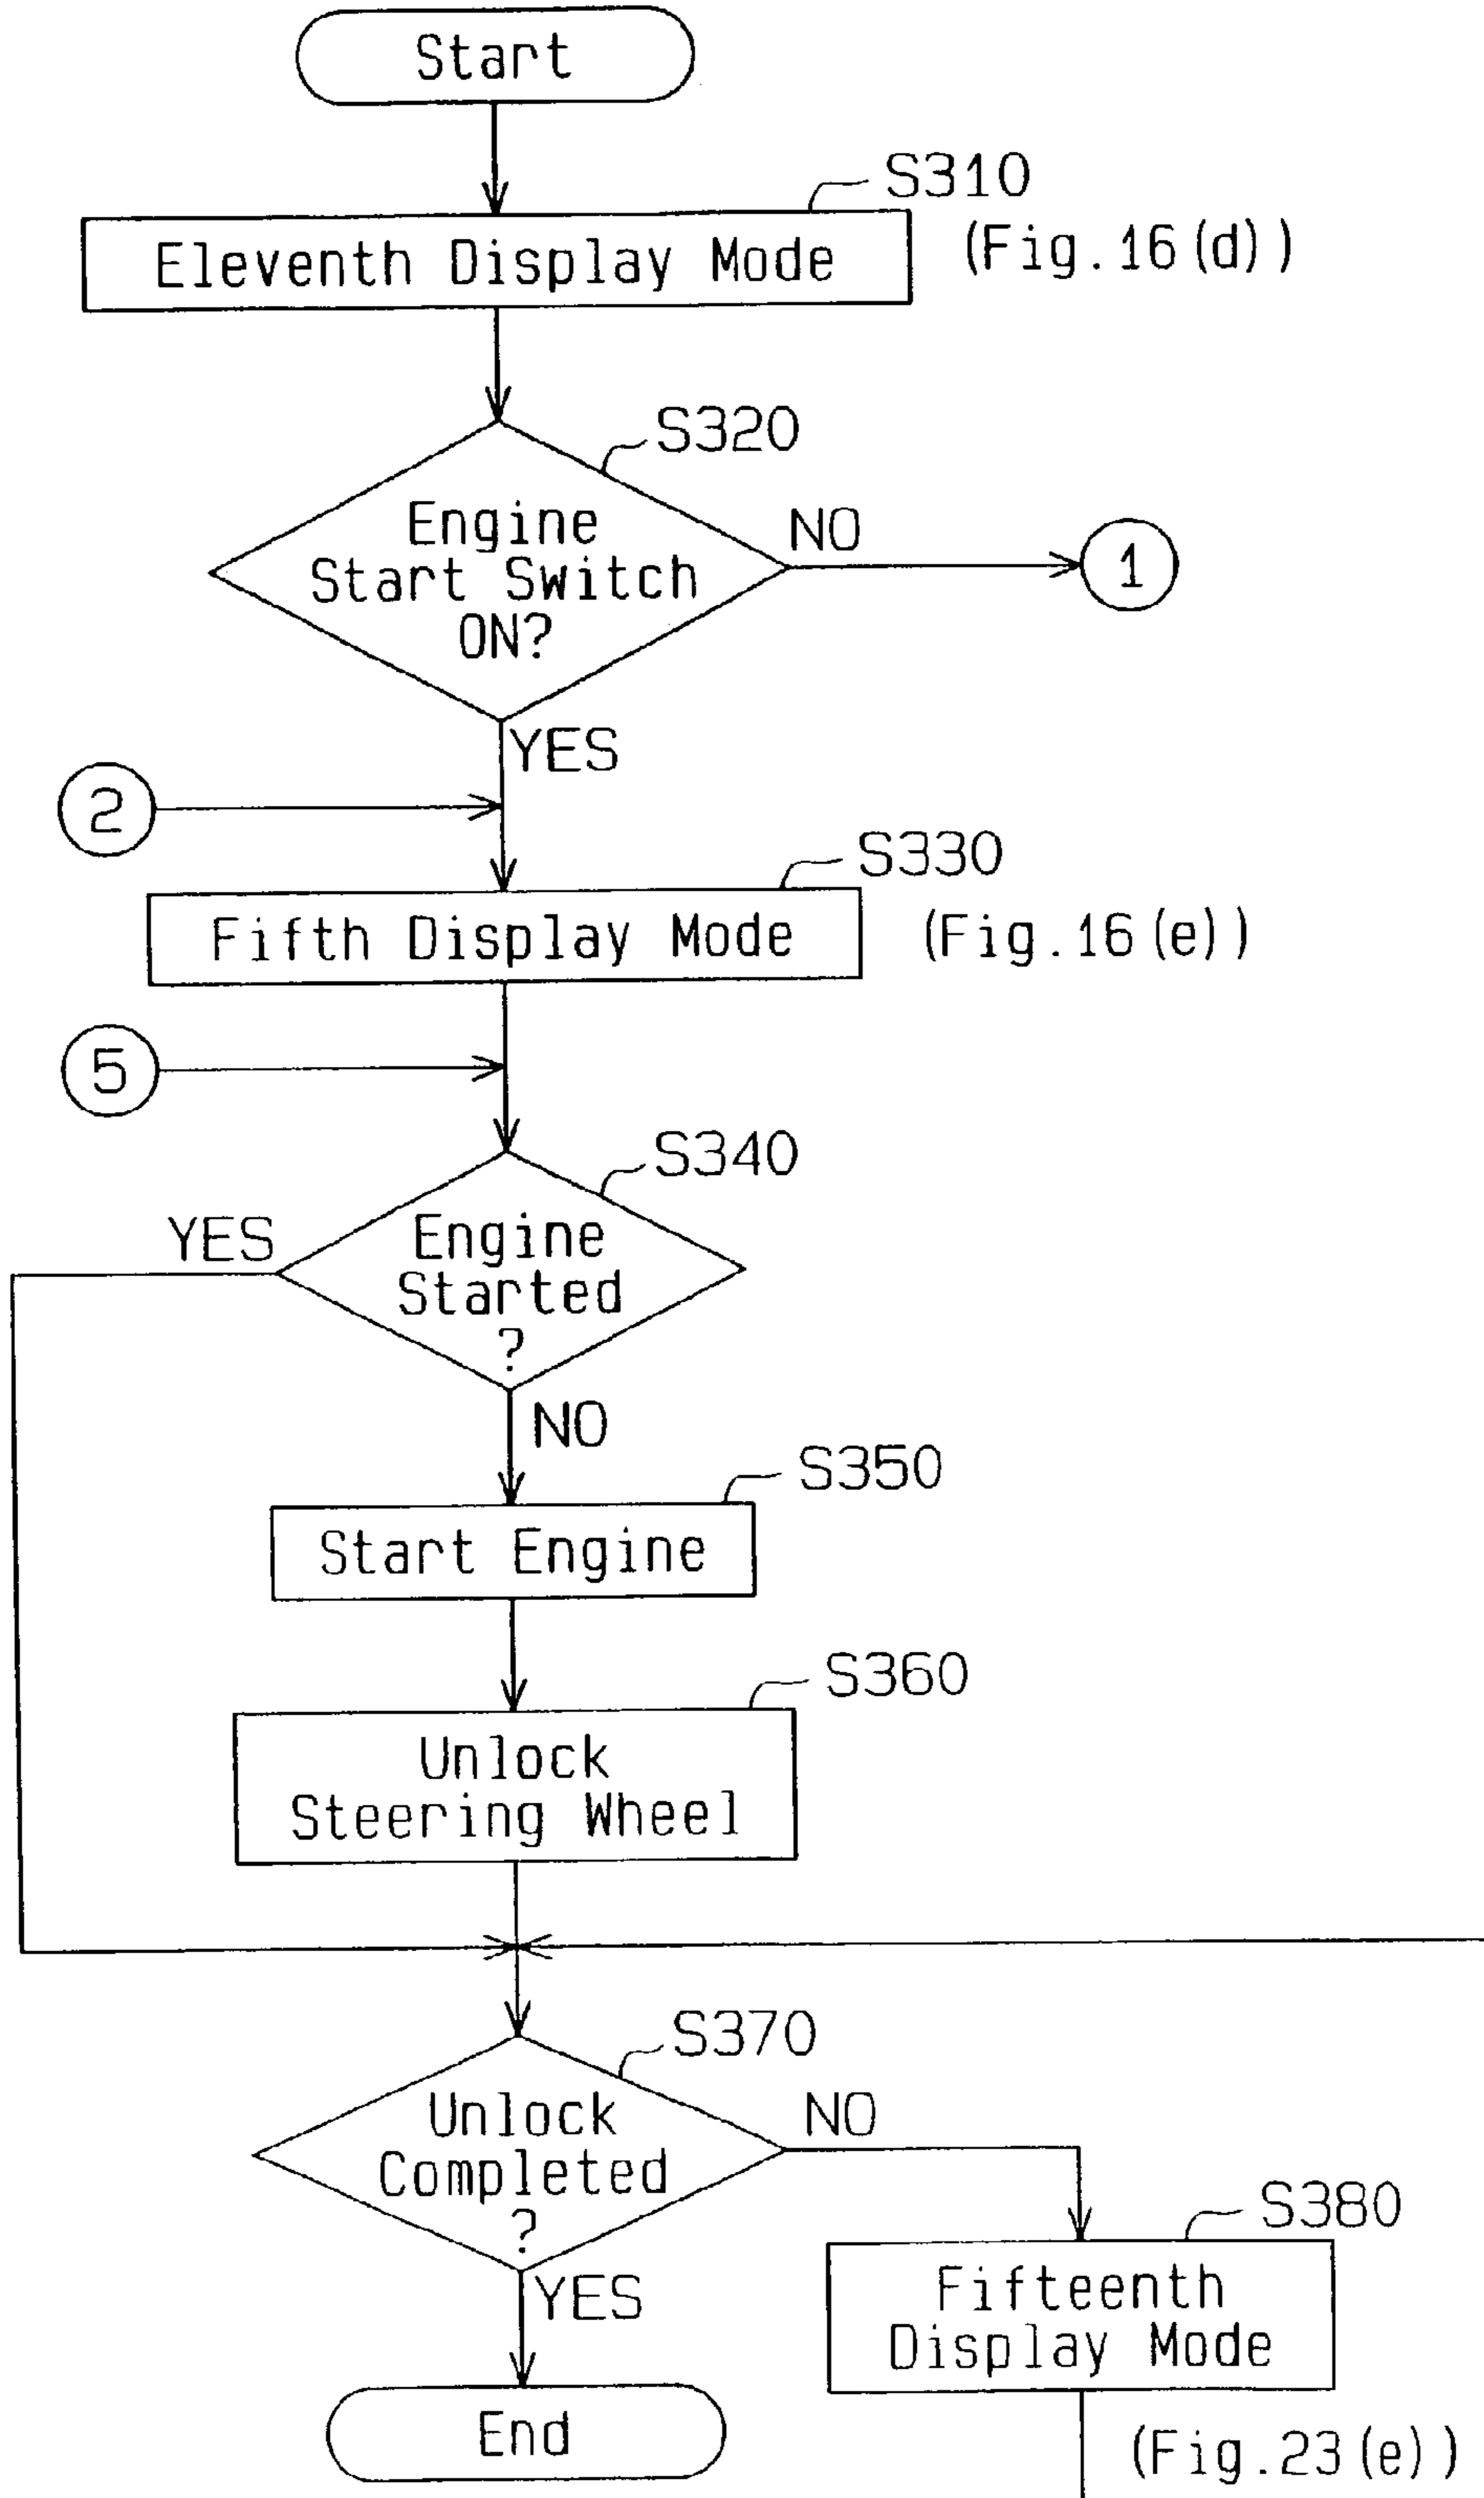 Start
S310
Eleventh Display Mode
(Fig.16(d))
S320
Engine
Start Switch
ON?
NO
1
YES
2
S330
Fifth Display Mode
(Fig.16(e))
5
S340
YES
Engine
Started
?
NO
S350
Start Engine
S360
Unlock
Steering Wheel
S370
Unlock
Completed
?
NO
S380
YES
Fifteenth
Display Mode
End
(Fig.23(e))